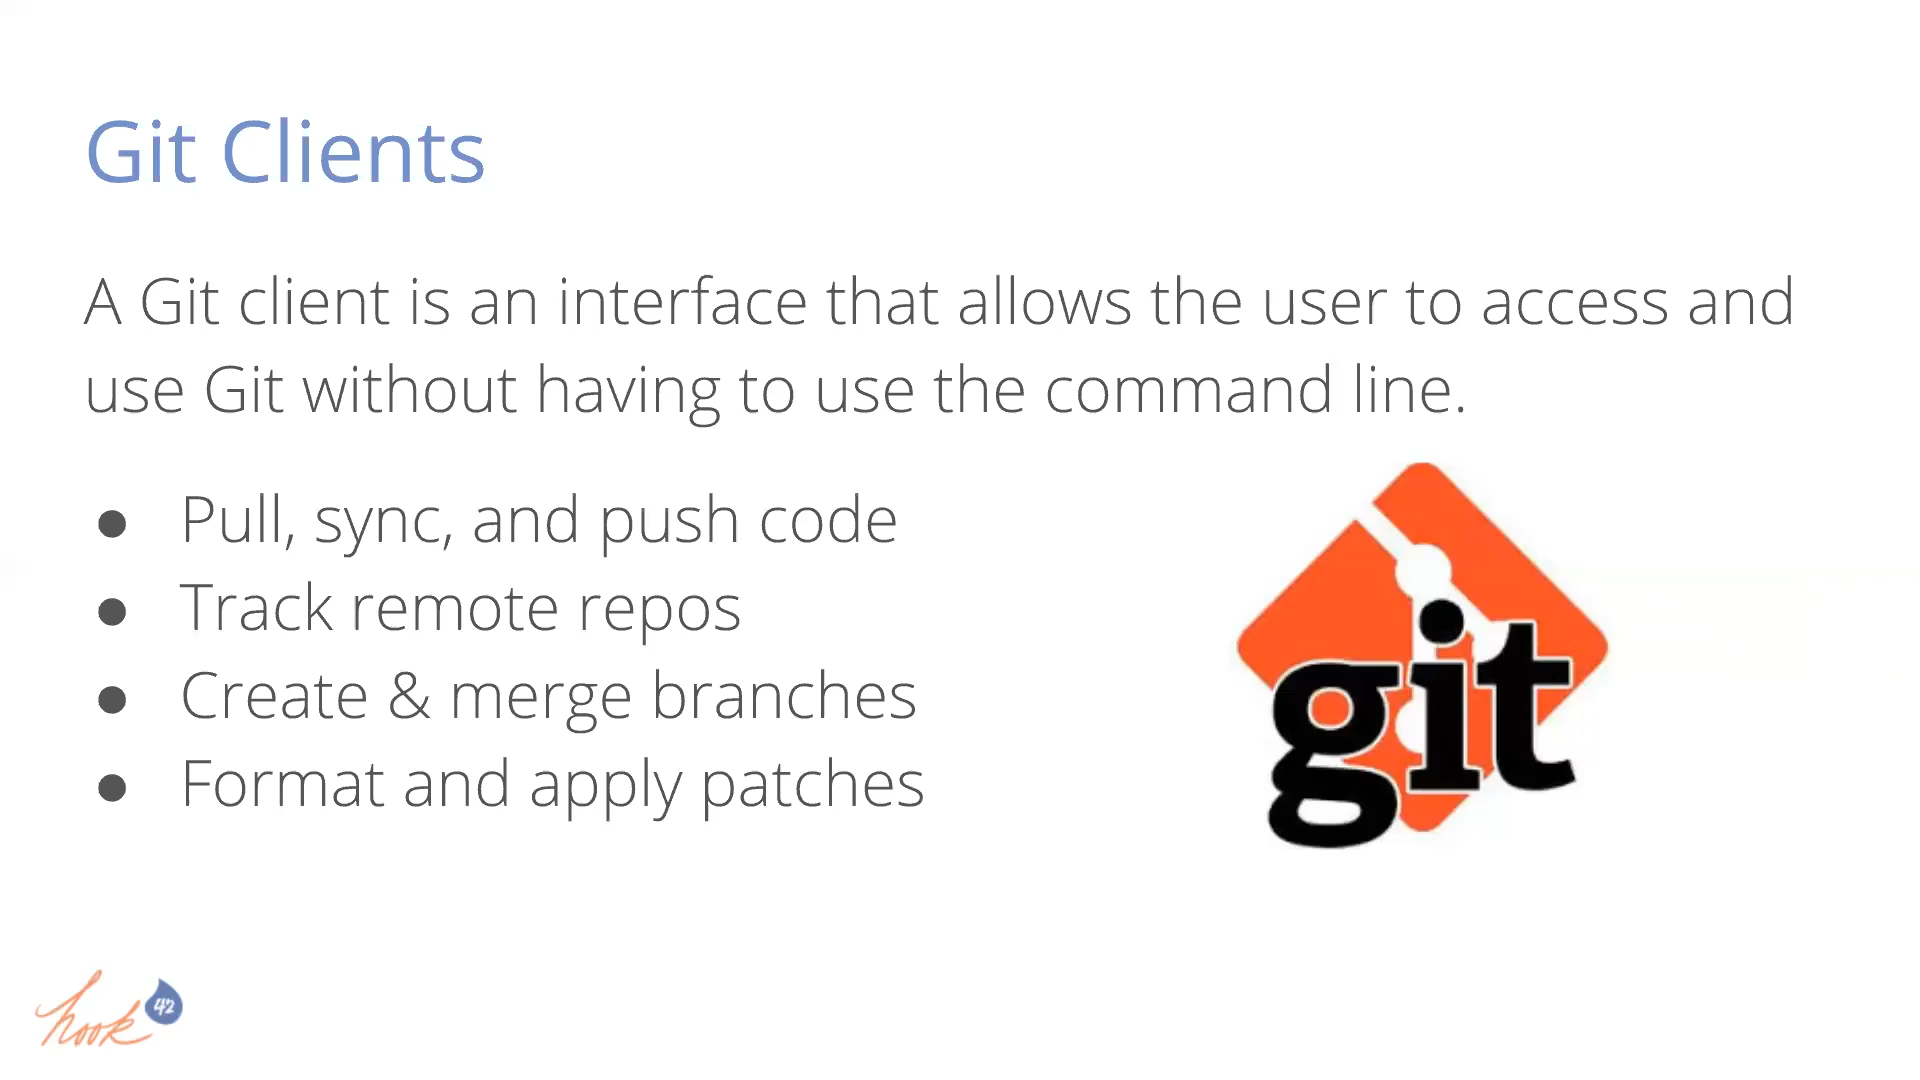 Git Clients
A Git client is an interface that allows the user to access and
use Git without having to use the command line.
● Pull, sync, and push code
● Track remote repos
● Create & merge branches
● Format and apply patches
git
hook 42